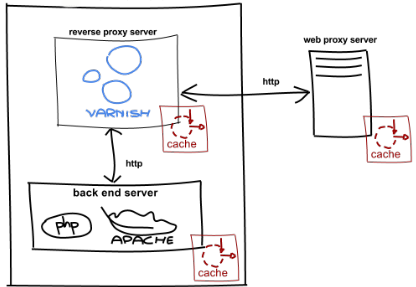 reverse proxy server
web proxy server
VARNISH
http
cache
cache
http
back end server
php
APACHE
cache